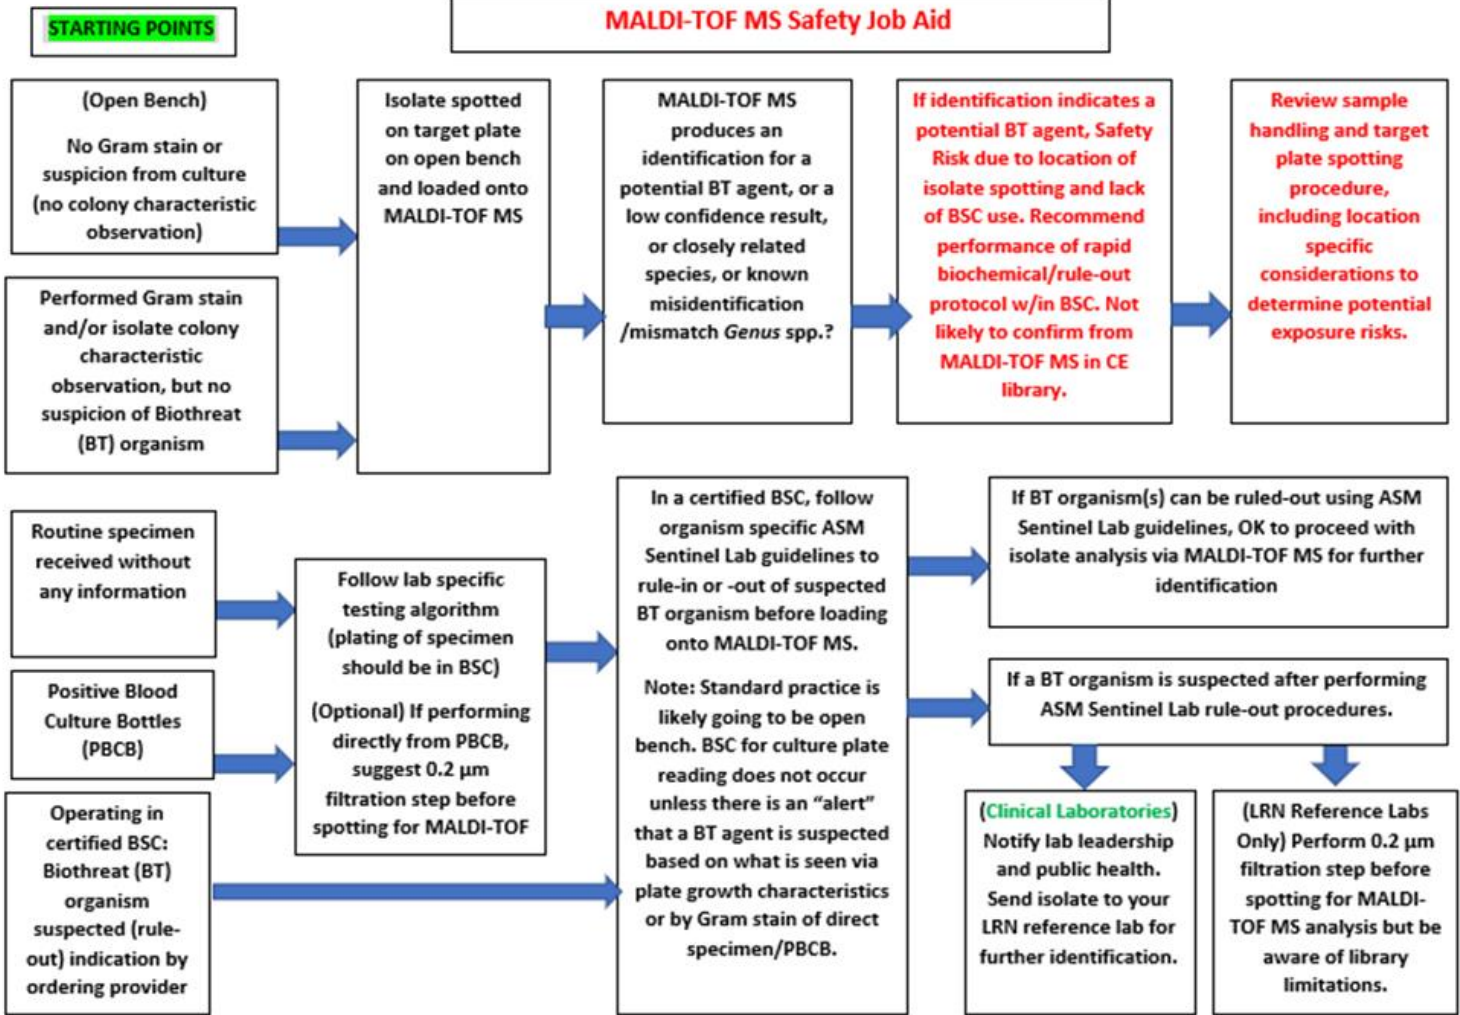 STARTING POINTS
MALDI-TOF MS Safety Job Aid
(Open Bench)
No Gram stain or
suspicion from culture
(no colony characteristic
observation)
Performed Gram stain
and/or isolate colony
characteristic
observation, but no
suspicion of Biothreat
(BT) organism
Isolate spotted
on target plate
on open bench
and loaded onto
MALDI-TOF MS
MALDI-TOF MS
produces an
identification for a
potential BT agent, or a
low confidence result,
or closely related
species, or known
misidentification
/mismatch Genus spp.?
If identification indicates a
potential BT agent, Safety
Risk due to location of
isolate spotting and lack
of BSC use. Recommend
performance of rapid
biochemical/rule-out
protocol w/in BSC. Not
likely to confirm from
MALDI-TOF MS in CE
library.
Review sample
handling and target
plate spotting
procedure,
including location
specific
considerations to
determine potential
exposure risks.
Routine specimen
received without
any information
Positive Blood
Culture Bottles
(PBCB)
Operating in
certified BSC:
Biothreat (BT)
organism
suspected (rule-
out) indication by
ordering provider
Follow lab specific
testing algorithm
(plating of specimen
should be in BSC)
(Optional) If performing
directly from PBCB,
suggest 0.2 µm
filtration step before
spotting for MALDI-TOF
In a certified BSC, follow
organism specific ASM
Sentinel Lab guidelines to
rule-in or -out of suspected
BT organism before loading
onto MALDI-TOF MS.
Note: Standard practice is
likely going to be open
bench. BSC for culture plate
reading does not occur
unless there is an “alert”
that a BT agent is suspected
based on what is seen via
plate growth characteristics
or by Gram stain of direct
specimen/PBCB.
If BT organism(s) can be ruled-out using ASM
Sentinel Lab guidelines, OK to proceed with
isolate analysis via MALDI-TOF MS for further
identification
If a BT organism is suspected after performing
ASM Sentinel Lab rule-out procedures.
(Clinical Laboratories)
Notify lab leadership
and public health.
Send isolate to your
LRN reference lab for
further identification.
(LRN Reference Labs
Only) Perform 0.2 µm
filtration step before
spotting for MALDI-
TOF MS analysis but be
aware of library
limitations.